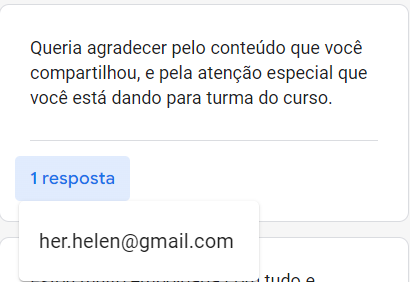 Queria agradecer pelo conteúdo que você
compartilhou, e pela atenção especial que
você está dando para turma do curso.
1 resposta
her.helen@gmail.com
tudo e